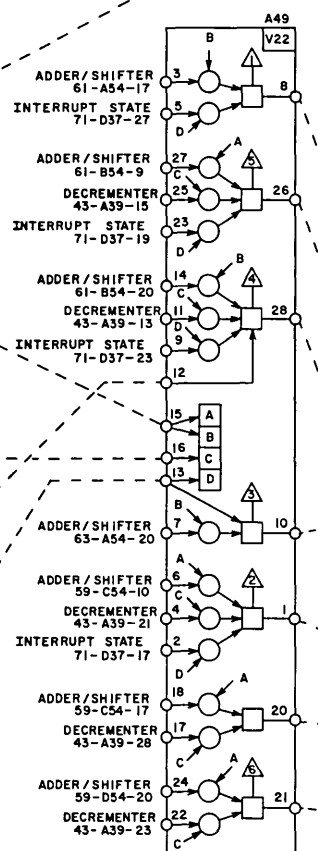 A49
V22
B
1
ADDER/SHIFTER 3
61-A54-17
8
INTERRUPT STATE 5
71-D37-27
D
ADDER/SHIFTER 27 A
61-B54-9
C
DECREMENTER 25 26
43-A39-15
INTERRUPT STATE 23
71-D37-19
D
ADDER/SHIFTER 14 B
61-B54-20
4
C
DECREMENTER 11 28
43-A39-13
D
INTERRUPT STATE 9
71-D37-23
12
15 A
B
16 C
13 D
B 3
ADDER/SHIFTER 7 10
63-A54-20
A
ADDER/SHIFTER 6 2
59-C54-10
C
DECREMENTER 4 1
43-A39-21
INTERRUPT STATE 2
71-D37-17
D
ADDER/SHIFTER 18 A
59-C54-17
20
DECREMENTER 17
43-A39-28
C
ADDER/SHIFTER 24 A
59-D54-20
21
DECREMENTER 22
43-A39-23
C